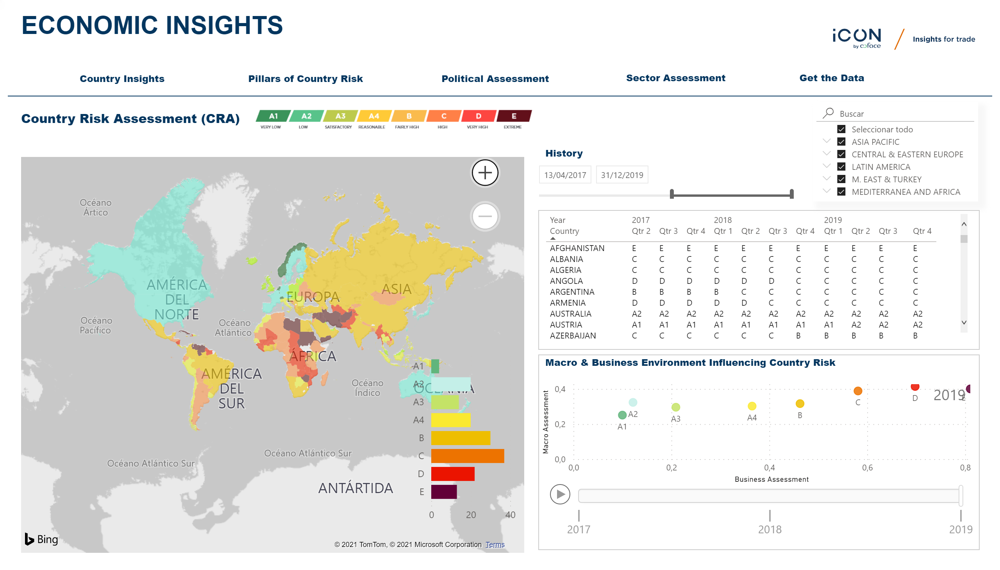 ECONOMIC INSIGHTS
iCON
by coface
Insights for trade
Country Insights
Pillars of Country Risk
Political Assessment
Sector Assessment
Get the Data
Country Risk Assessment (CRA)
A1 A2 A3 A4 B C D E
VERY LOW LOW SATISFACTORY REASONABLE FAIRLY HIGH HIGH VERY HIGH EXTREME
Buscar
Seleccionar todo
ASIA PACIFIC
CENTRAL & EASTERN EUROPE
LATIN AMERICA
M. EAST & TURKEY
MEDITERRANEA AND AFRICA
Océano
Ártico
AMÉRICA
DEL
NORTE
EUROPA
ASIA
Océano
Pacífico
Océano
Atlántico
ÁFRICA
AMÉRICA
DEL
SUR
Océano
Índico
OCEANÍA
Océano Atlántico Sur
Océano Atlántico Sur
ANTÁRTIDA
A1
A2
A3
A4
B
C
D
E
0 20 40
Bing
© 2021 TomTom, © 2021 Microsoft Corporation Terms
History
13/04/2017 31/12/2019
Year 2017 2018 2019
Country Qtr 2 Qtr 3 Qtr 4 Qtr 1 Qtr 2 Qtr 3 Qtr 4 Qtr 1 Qtr 2 Qtr 3 Qtr 4
AFGHANISTAN E E E E E E E E E E E
ALBANIA C C C C C C C C C C C
ALGERIA C C C C C C C C C C C
ANGOLA D D D D D D C C C C C
ARGENTINA B B B B C C C C C C C
ARMENIA D D D D D C C C C C C
AUSTRALIA A2 A2 A2 A2 A2 A2 A2 A2 A2 A2 A2
AUSTRIA A1 A1 A1 A1 A1 A1 A1 A1 A2 A2 A2
AZERBAIJAN C C C C C C B B B B B
Macro & Business Environment Influencing Country Risk
Macro Assessment
0,4
0,2
0,0
A1
A2
A3
A4
B
C
D
E
2019
0,0 0,2 0,4 0,6 0,8
Business Assessment
2017 2018 2019